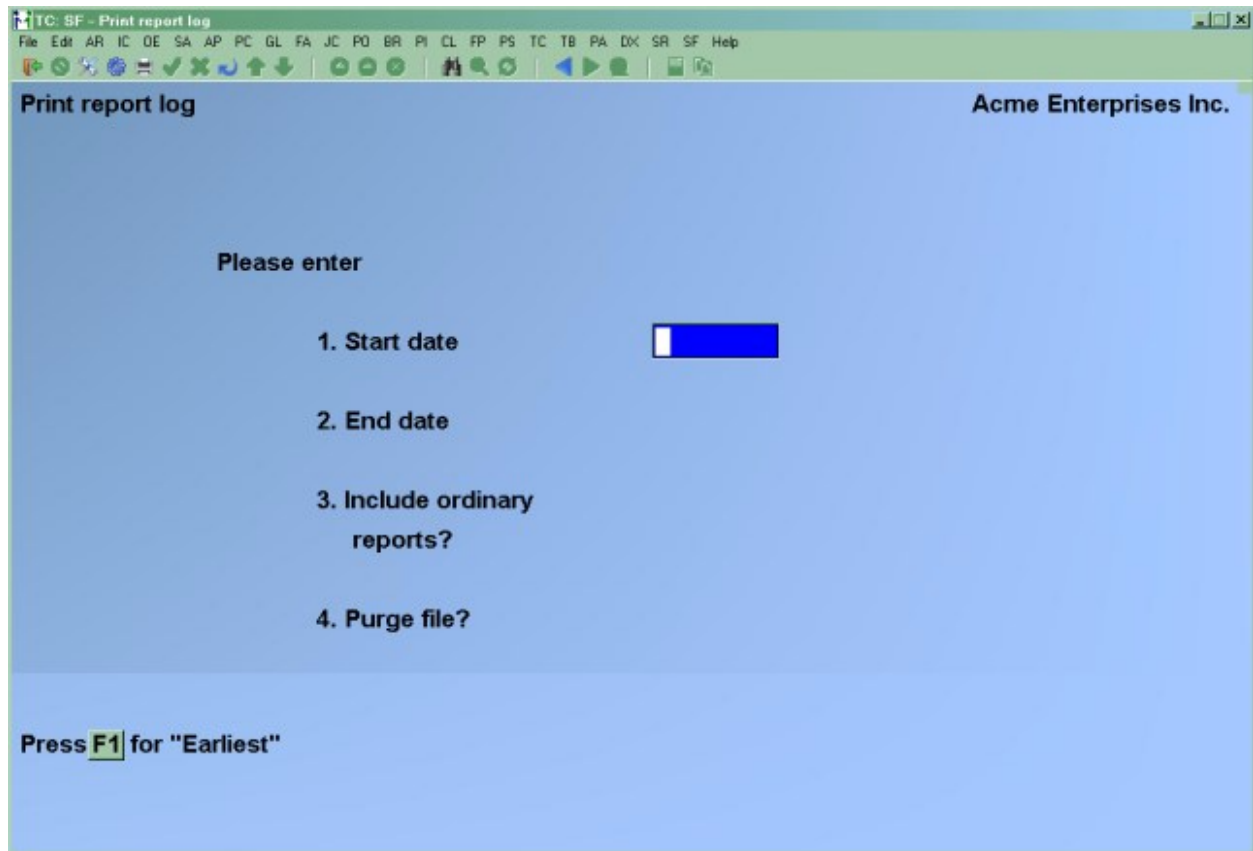 TC: SF - Print report log
File Edit AR IC OE SA AP PC GL FA JC PO BR PI CL FP PS TC TB PA DX SR SF Help
Print report log Acme Enterprises Inc.
Please enter
1. Start date
2. End date
3. Include ordinary
reports?
4. Purge file?
Press F1 for "Earliest"